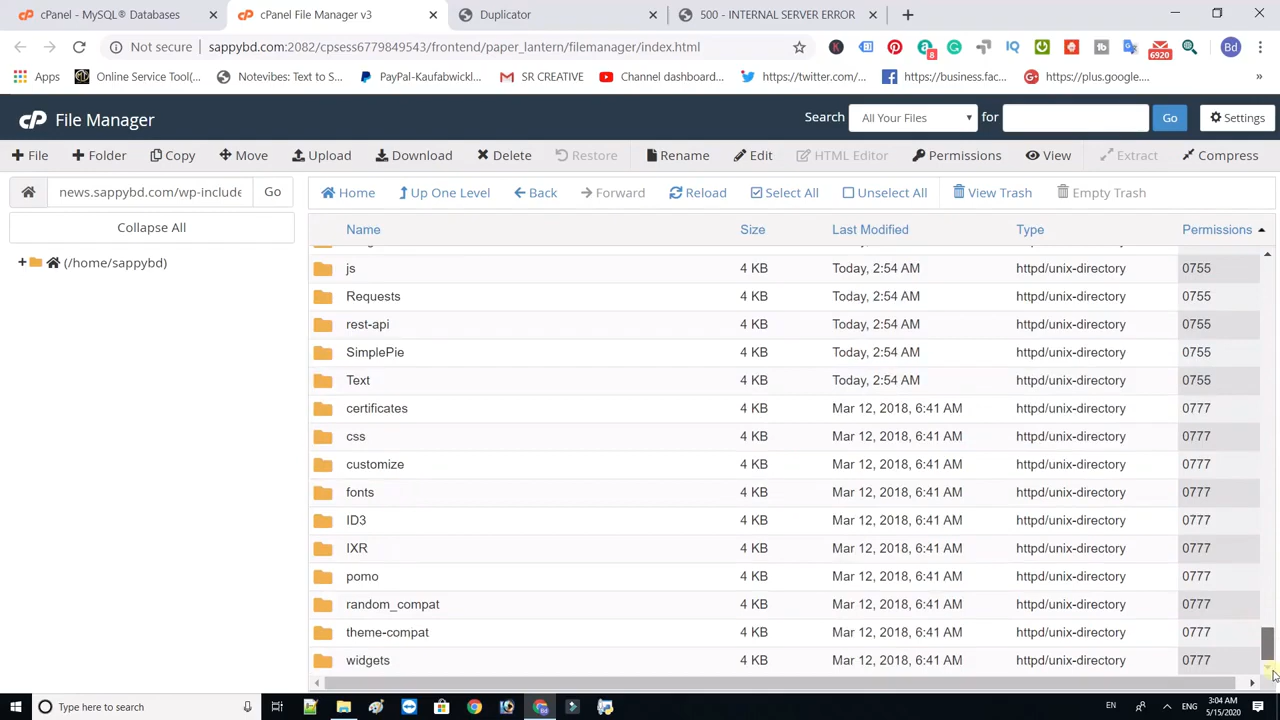 cPanel - MySQL® Databases
cPanel File Manager v3
Duplicator
500 - INTERNAL SERVER ERROR
Not secure
sappybd.com:2082/cpsess6779849543/frontend/paper_lantern/filemanager/index.html
8
IQ
6920
Bd
Apps
Online Service Tool(...
Notevibes: Text to S...
PayPal-Kaufabwickl...
SR CREATIVE
Channel dashboard...
https://twitter.com/...
https://business.fac...
https://plus.google....
»
cP File Manager
Search
All Your Files
for
Go
Settings
File
Folder
Copy
Move
Upload
Download
Delete
Restore
Rename
Edit
HTML Editor
Permissions
View
Extract
Compress
news.sappybd.com/wp-include
Go
Home
Up One Level
Back
Forward
Reload
Select All
Unselect All
View Trash
Empty Trash
Collapse All
(/home/sappybd)
Name Size Last Modified Type Permissions
js 4 KB Today, 2:54 AM httpd/unix-directory 0755
Requests 4 KB Today, 2:54 AM httpd/unix-directory 0755
rest-api 4 KB Today, 2:54 AM httpd/unix-directory 0755
SimplePie 4 KB Today, 2:54 AM httpd/unix-directory 0755
Text 4 KB Today, 2:54 AM httpd/unix-directory 0755
certificates 4 KB Mar 12, 2018, 6:41 AM httpd/unix-directory 0777
css 4 KB Mar 12, 2018, 6:41 AM httpd/unix-directory 0777
customize 4 KB Mar 12, 2018, 6:41 AM httpd/unix-directory 0777
fonts 4 KB Mar 12, 2018, 6:41 AM httpd/unix-directory 0777
ID3 4 KB Mar 12, 2018, 6:41 AM httpd/unix-directory 0777
IXR 4 KB Mar 12, 2018, 6:41 AM httpd/unix-directory 0777
pomo 4 KB Mar 12, 2018, 6:41 AM httpd/unix-directory 0777
random_compat 4 KB Mar 12, 2018, 6:41 AM httpd/unix-directory 0777
theme-compat 4 KB Mar 12, 2018, 6:41 AM httpd/unix-directory 0777
widgets 4 KB Mar 12, 2018, 6:41 AM httpd/unix-directory 0777
Type here to search
EN
ENG
3:04 AM
5/15/2020